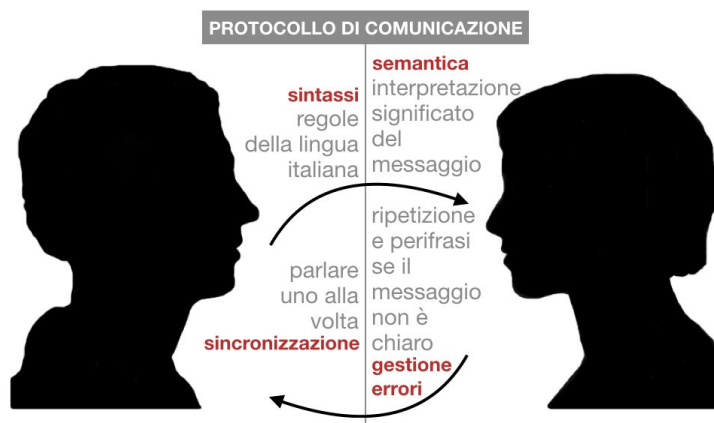 PROTOCOLLO DI COMUNICAZIONE
sintassi
regole
della lingua
italiana
semantica
interpretazione
significato
del
messaggio
parlare
uno alla
volta
sincronizzazione
ripetizione
e perifrasi
se il
messaggio
non è
chiaro
gestione
errori